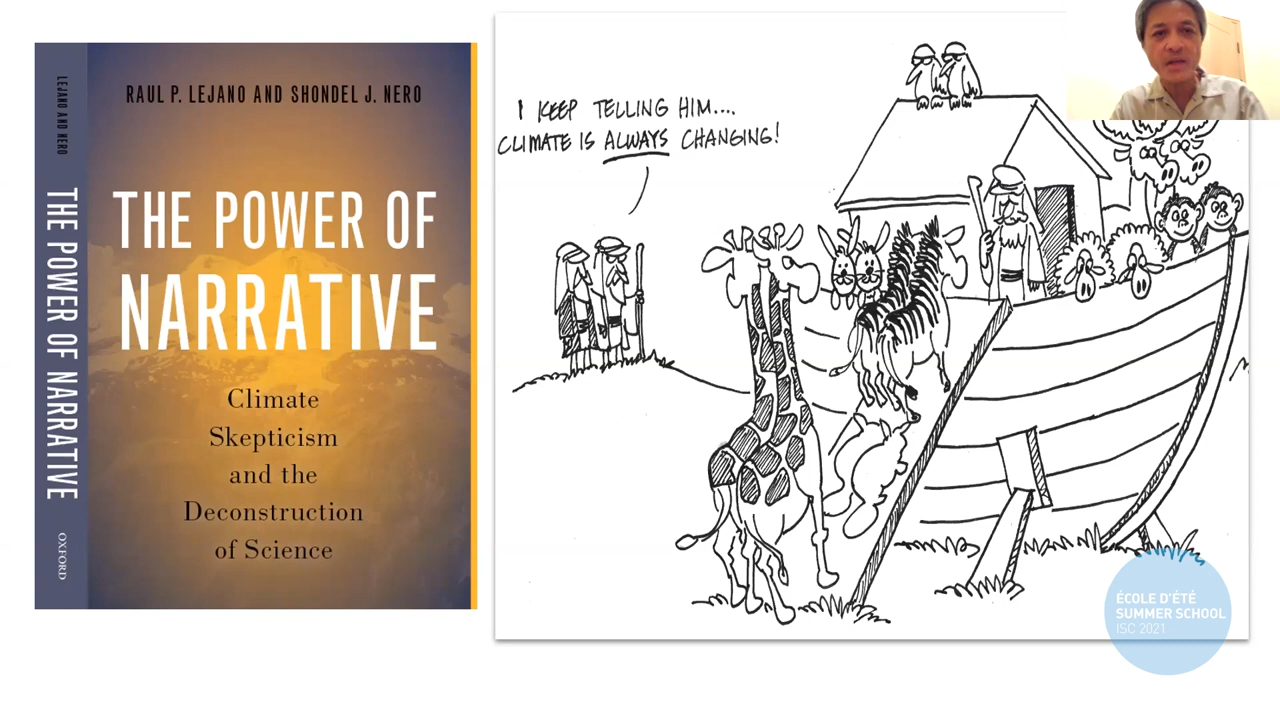 LEJANO AND NERO
THE POWER OF NARRATIVE
OXFORD
RAUL P. LEJANO AND SHONDEL J. NERO
THE POWER OF
NARRATIVE
Climate
Skepticism
and the
Deconstruction
of Science
I KEEP TELLING HIM....
CLIMATE IS ALWAYS CHANGING!
ÉCOLE D'ÉTÉ
SUMMER SCHOOL
ISC 2021